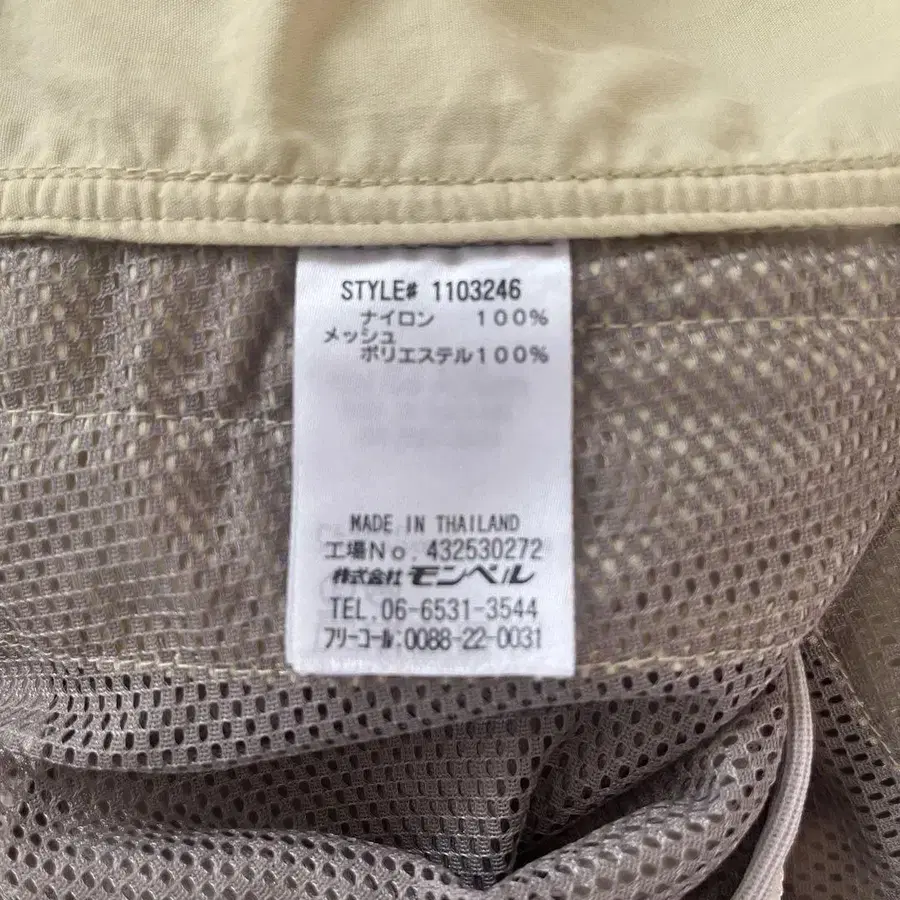 STYLE# 1103246
ナイロン 100%
メッシュ
ポリエステル100%
MADE IN THAILAND
工場No. 432530272
株式会社 モンベル
TEL.06-6531-3544
フリーコール:0088-22-0031